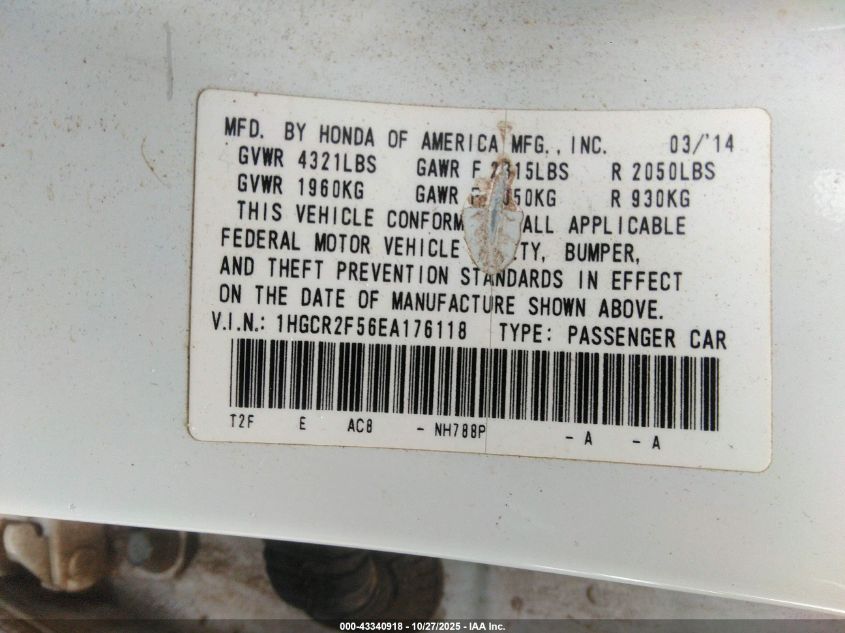 MFD. BY HONDA OF AMERICA MFG., INC. 03/'14
GVWR 4321LBS GAWR F 2315LBS R 2050LBS
GVWR 1960KG GAWR R 930KG
THIS VEHICLE CONFORM ALL APPLICABLE
FEDERAL MOTOR VEHICLE BUMPER,
AND THEFT PREVENTION STANDARDS IN EFFECT
ON THE DATE OF MANUFACTURE SHOWN ABOVE.
V.I.N.: 1HGCR2F56EA176118 TYPE: PASSENGER CAR
T2F E AC8 - NH788P - A - A
000-43340918 - 10/27/2025 - IAA Inc.